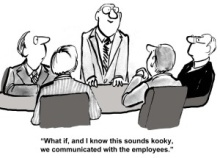 "What if, and I know this sounds kooky,
we communicated with the employees."